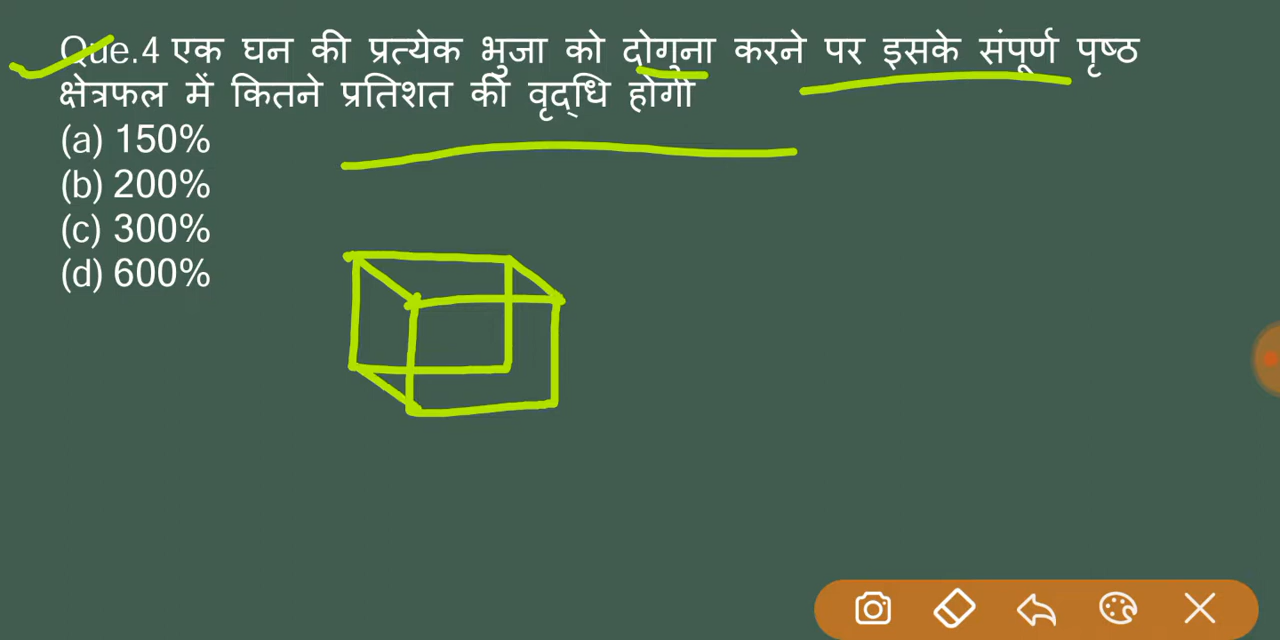 Que.4 एक घन की प्रत्येक भुजा को दोगुना करने पर इसके संपूर्ण पृष्ठ
क्षेत्रफल में कितने प्रतिशत की वृद्धि होगी
(a) 150%
(b) 200%
(c) 300%
(d) 600%